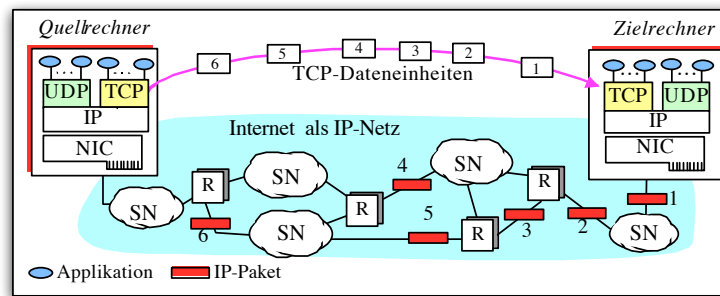 Quellrechner
Zielrechner
6
5
4
3
2
1
TCP-Dateneinheiten
...
...
UDP
TCP
IP
NIC
...
...
TCP
UDP
IP
NIC
Internet als IP-Netz
SN
R
SN
R
4
SN
R
1
6
SN
5
R
3
2
SN
Applikation
IP-Paket